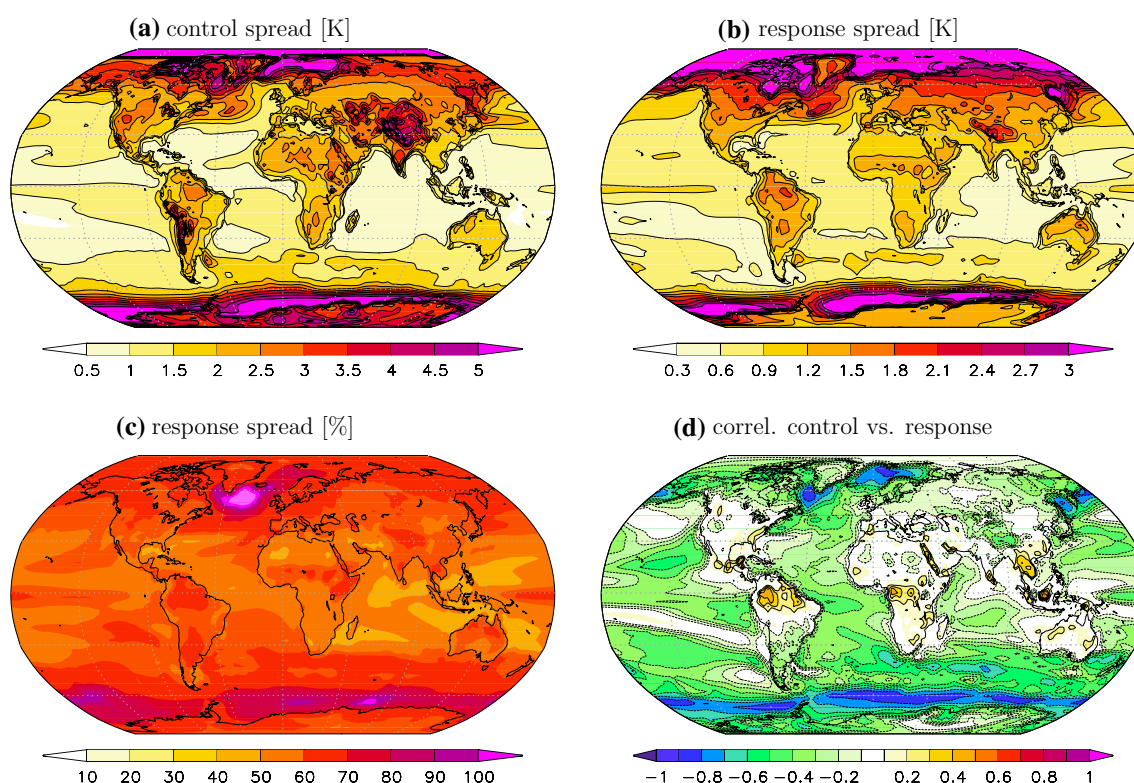 (a) control spread [K]
(b) response spread [K]
0.5 1 1.5 2 2.5 3 3.5 4 4.5 5
0.3 0.6 0.9 1.2 1.5 1.8 2.1 2.4 2.7 3
(c) response spread [%]
(d) correl. control vs. response
10 20 30 40 50 60 70 80 90 100
−1 −0.8 −0.6 −0.4 −0.2 0.2 0.4 0.6 0.8 1